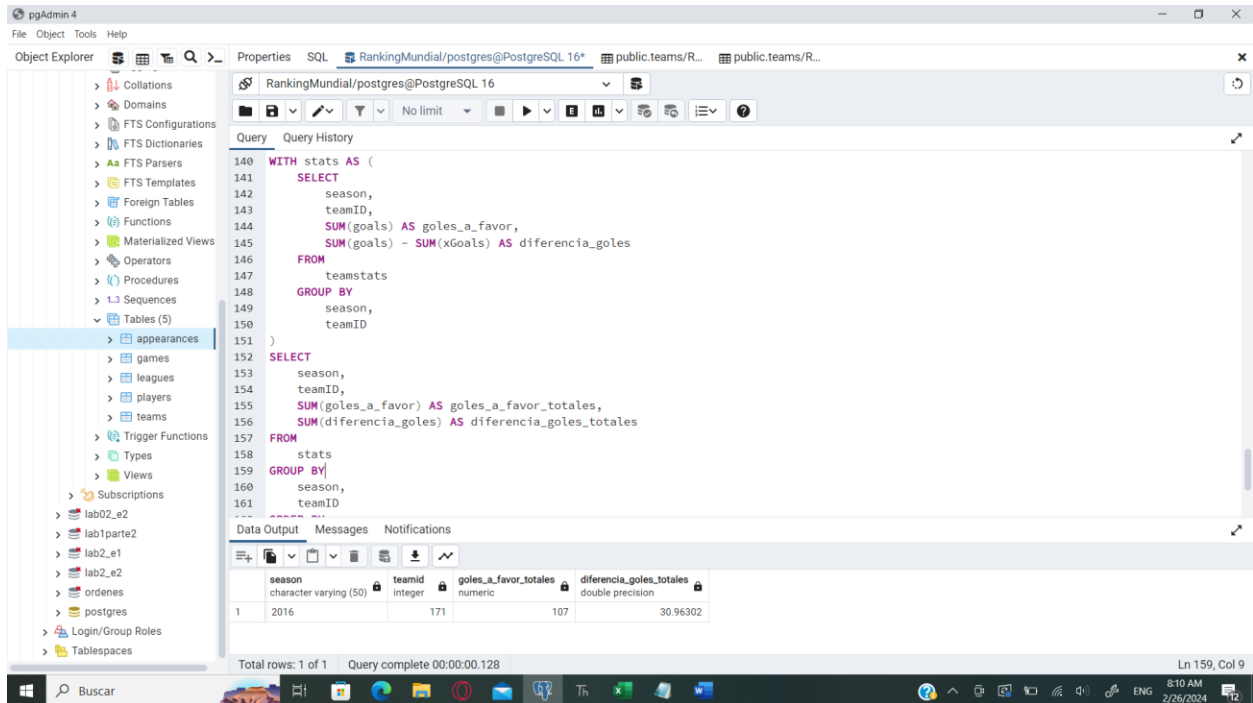 pgAdmin 4
File Object Tools Help
Object Explorer
Properties SQL RankingMundial/postgres@PostgreSQL 16* public.teams/R... public.teams/R...
RankingMundial/postgres@PostgreSQL 16
No limit
Query Query History
Collations
Domains
FTS Configurations
FTS Dictionaries
Aa FTS Parsers
FTS Templates
Foreign Tables
Functions
Materialized Views
Operators
Procedures
1..3 Sequences
Tables (5)
appearances
games
leagues
players
teams
Trigger Functions
Types
Views
Subscriptions
lab02_e2
lab1parte2
lab2_e1
lab2_e2
ordenes
postgres
Login/Group Roles
Tablespaces
140 WITH stats AS (
141 SELECT
142 season,
143 teamID,
144 SUM(goals) AS goles_a_favor,
145 SUM(goals) - SUM(xGoals) AS diferencia_goles
146 FROM
147 teamstats
148 GROUP BY
149 season,
150 teamID
151 )
152 SELECT
153 season,
154 teamID,
155 SUM(goles_a_favor) AS goles_a_favor_totales,
156 SUM(diferencia_goles) AS diferencia_goles_totales
157 FROM
158 stats
159 GROUP BY
160 season,
161 teamID
Data Output Messages Notifications
season teamid goles_a_favor_totales diferencia_goles_totales
character varying (50) integer numeric double precision
1 2016 171 107 30.96302
Total rows: 1 of 1 Query complete 00:00:00.128 Ln 159, Col 9
Buscar
Th
ENG
8:10 AM
2/26/2024
12